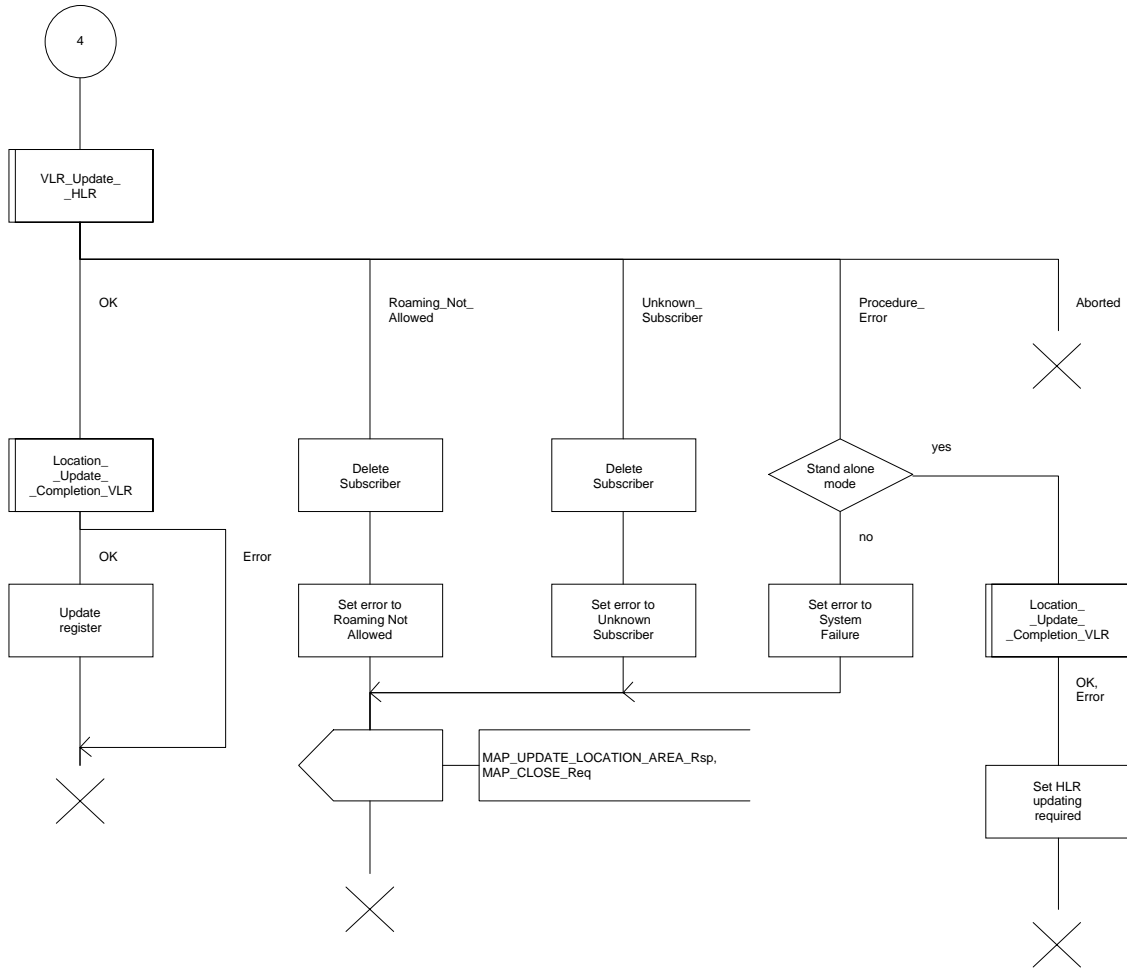 4
VLR_Update_
_HLR
OK
Roaming_Not_
Allowed
Unknown_
Subscriber
Procedure_
Error
Aborted
Location_
_Update_
_Completion_VLR
Delete
Subscriber
Delete
Subscriber
Stand alone
mode
yes
OK
Error
no
Update
register
Set error to
Roaming Not
Allowed
Set error to
Unknown
Subscriber
Set error to
System
Failure
Location_
_Update_
_Completion_VLR
OK,
Error
MAP_UPDATE_LOCATION_AREA_Rsp,
MAP_CLOSE_Req
Set HLR
updating
required